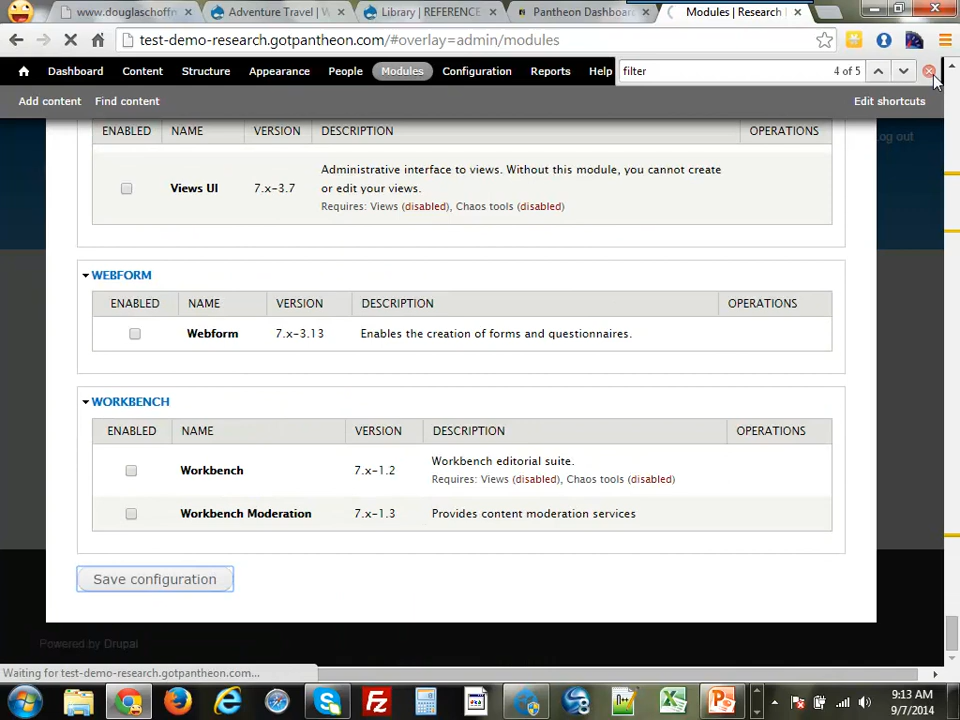 www.douglaschoffn
Adventure Travel | W
Library | REFERENCE
Pantheon Dashboar
Modules | Research
test-demo-research.gotpantheon.com/#overlay=admin/modules
Dashboard Content Structure Appearance People Modules Configuration Reports Help
filter 4 of 5
Add content Find content Edit shortcuts
Log out
ENABLED NAME VERSION DESCRIPTION OPERATIONS
Views UI 7.x-3.7 Administrative interface to views. Without this module, you cannot create
or edit your views.
Requires: Views (disabled), Chaos tools (disabled)
WEBFORM
ENABLED NAME VERSION DESCRIPTION OPERATIONS
Webform 7.x-3.13 Enables the creation of forms and questionnaires.
WORKBENCH
ENABLED NAME VERSION DESCRIPTION OPERATIONS
Workbench 7.x-1.2 Workbench editorial suite.
Requires: Views (disabled), Chaos tools (disabled)
Workbench Moderation 7.x-1.3 Provides content moderation services
Save configuration
Powered by Drupal
Waiting for test-demo-research.gotpantheon.com...
9:13 AM
9/7/2014